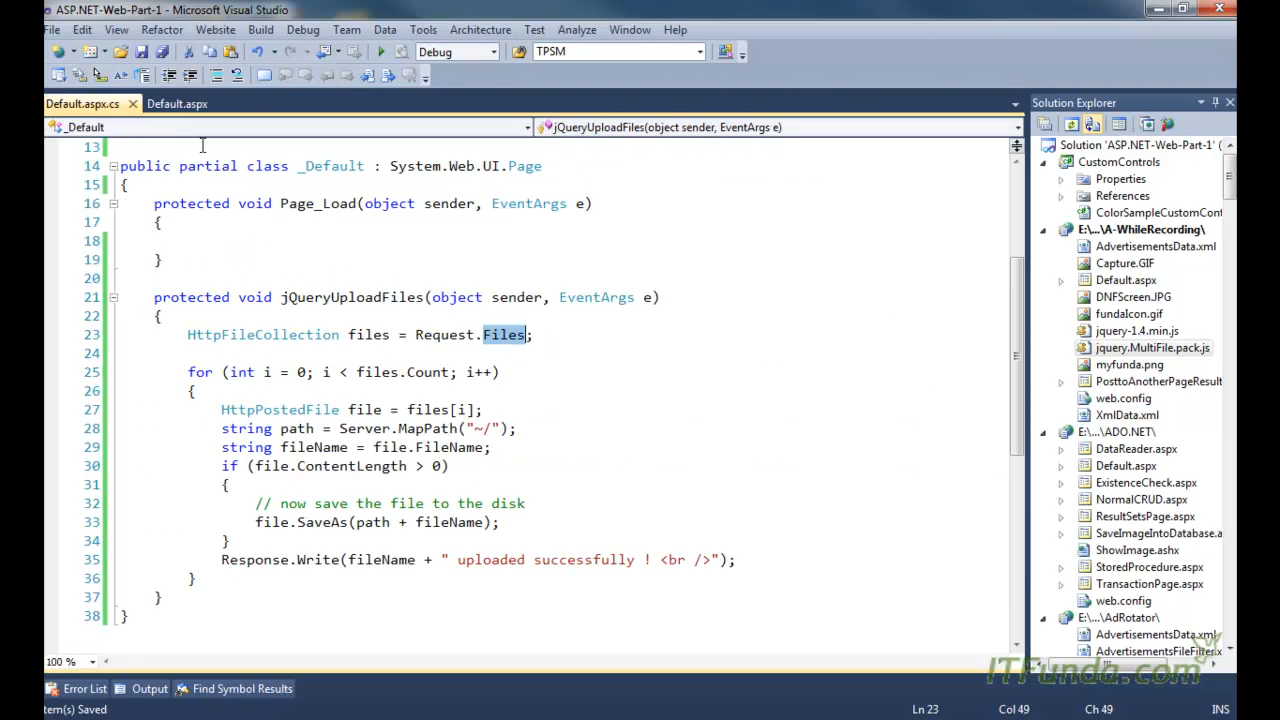 ASP.NET-Web-Part-1 - Microsoft Visual Studio
File Edit View Refactor Website Build Debug Team Data Tools Architecture Test Analyze Window Help
Debug TPSM
Default.aspx.cs Default.aspx
_Default jQueryUploadFiles(object sender, EventArgs e)
13
14 public partial class _Default : System.Web.UI.Page
15 {
16 protected void Page_Load(object sender, EventArgs e)
17 {
18
19 }
20
21 protected void jQueryUploadFiles(object sender, EventArgs e)
22 {
23 HttpFileCollection files = Request.Files;
24
25 for (int i = 0; i < files.Count; i++)
26 {
27 HttpPostedFile file = files[i];
28 string path = Server.MapPath("~/");
29 string fileName = file.FileName;
30 if (file.ContentLength > 0)
31 {
32 // now save the file to the disk
33 file.SaveAs(path + fileName);
34 }
35 Response.Write(fileName + " uploaded successfully ! <br />");
36 }
37 }
38 }
100 %
Solution Explorer
Solution 'ASP.NET-Web-Part-1' (
CustomControls
Properties
References
ColorSampleCustomCont
E:\...\A-WhileRecording\
AdvertisementsData.xml
Capture.GIF
Default.aspx
DNFScreen.JPG
fundaIcon.gif
jquery-1.4.min.js
jquery.MultiFile.pack.js
myfunda.png
PosttoAnotherPageResult
web.config
XmlData.xml
E:\...\ADO.NET\
DataReader.aspx
Default.aspx
ExistenceCheck.aspx
NormalCRUD.aspx
ResultSetsPage.aspx
SaveImageIntoDatabase.a
ShowImage.ashx
StoredProcedure.aspx
TransactionPage.aspx
web.config
E:\...\AdRotator\
AdvertisementsData.xml
AdvertisementsFileFilter.x
ITFunda.com
Error List Output Find Symbol Results
tem(s) Saved Ln 23 Col 49 Ch 49 INS